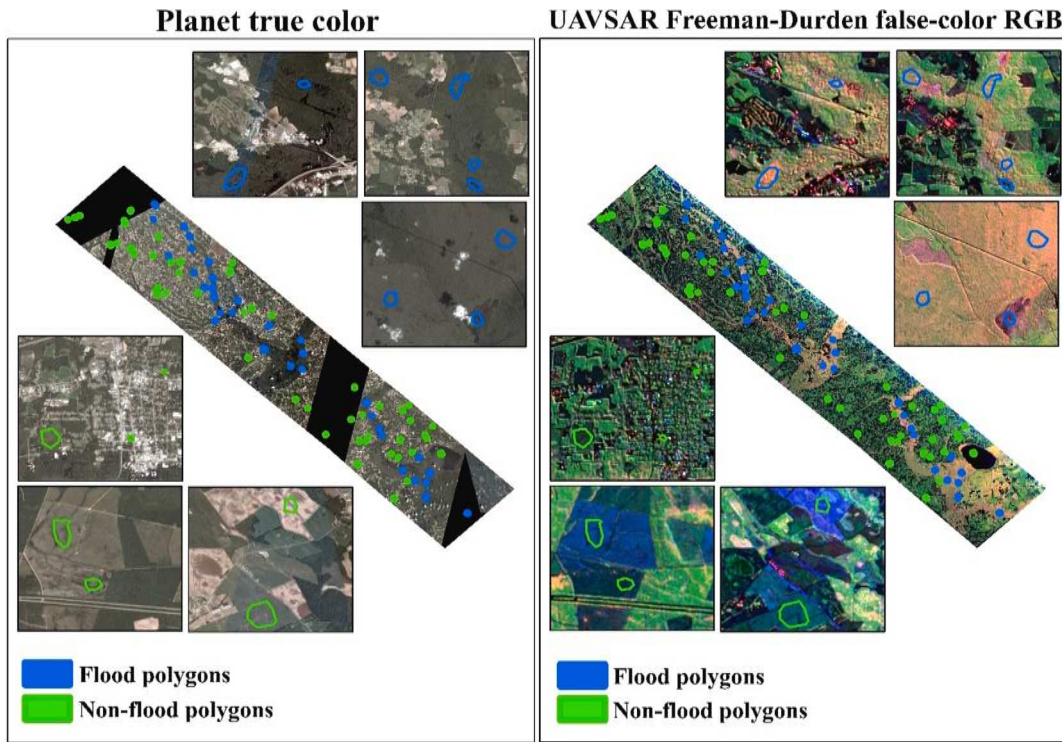 Planet true color
UAVSAR Freeman-Durden false-color RGB
Flood polygons
Non-flood polygons
Flood polygons
Non-flood polygons